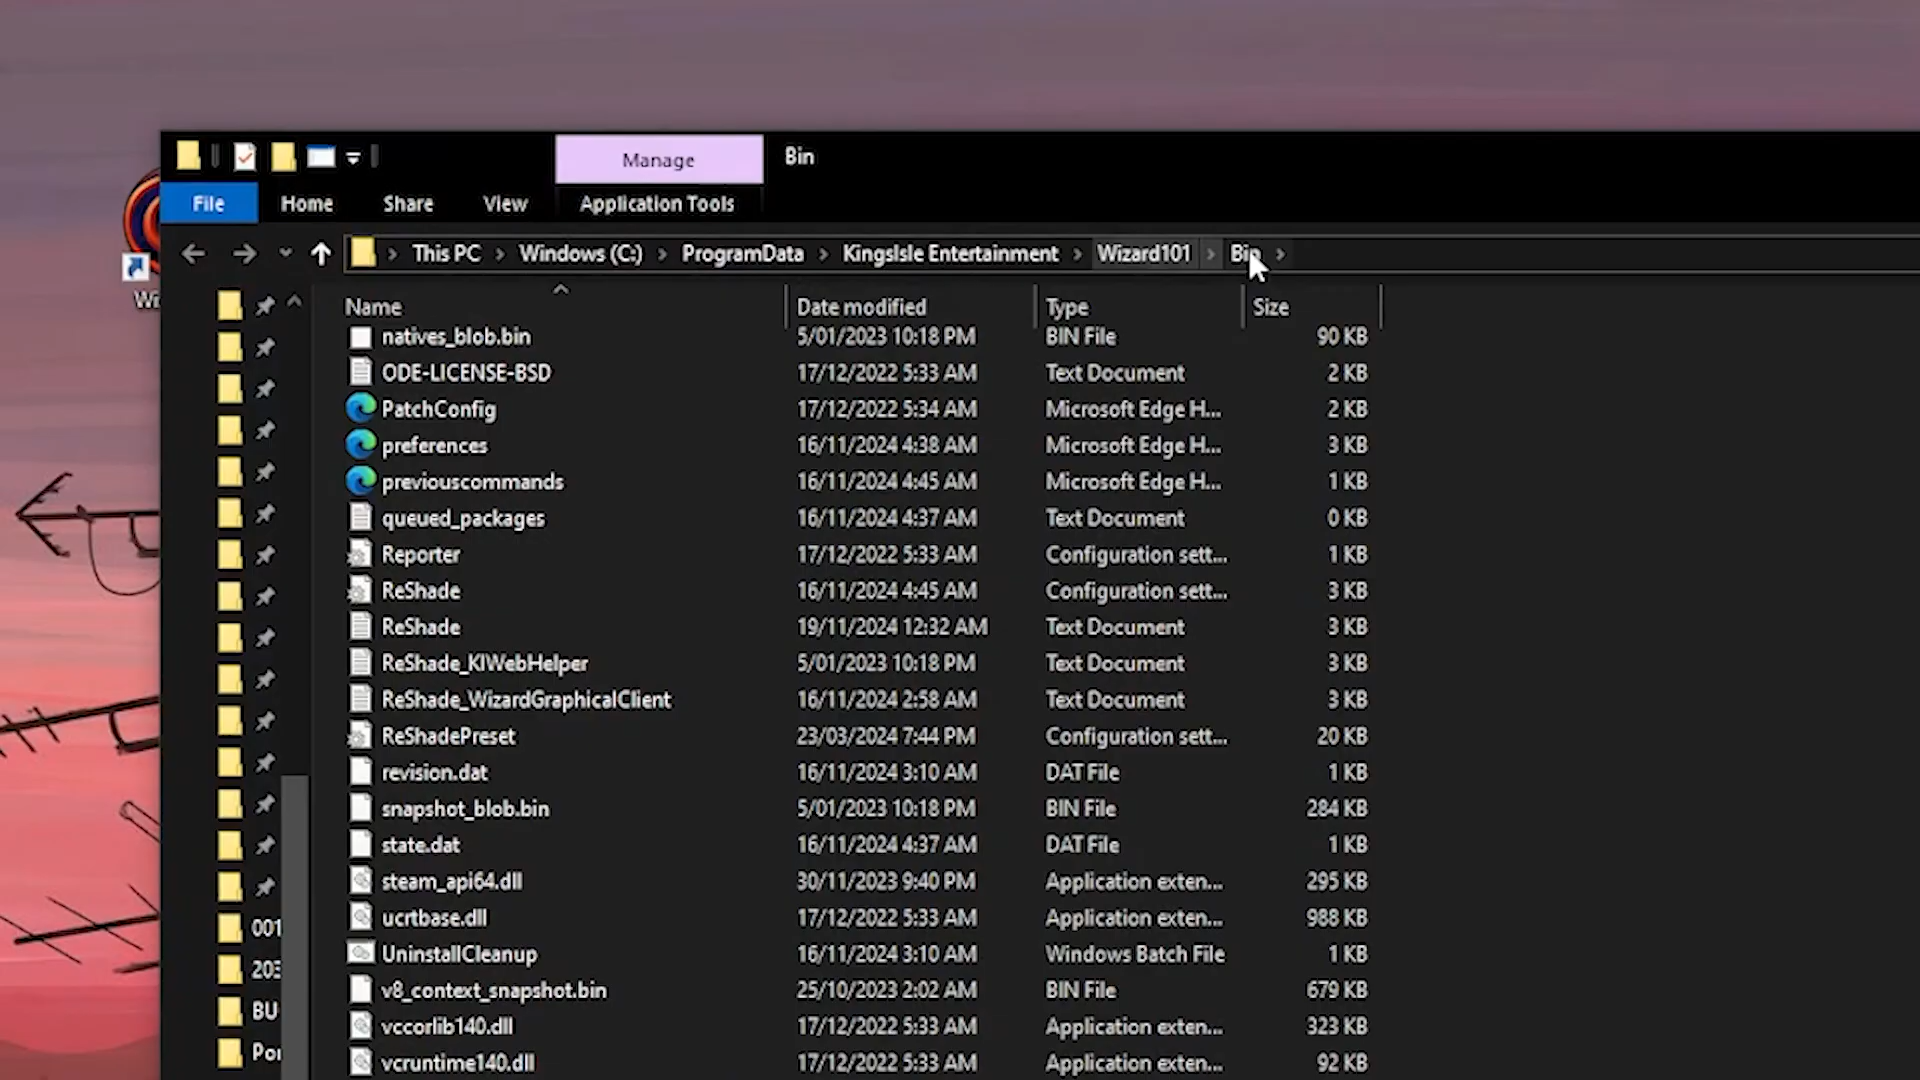 Manage
Bin
File
Home
Share
View
Application Tools
This PC > Windows (C:) > ProgramData > KingsIsle Entertainment > Wizard101 > Bin >
Wi
Name Date modified Type Size
natives_blob.bin 5/01/2023 10:18 PM BIN File 90 KB
ODE-LICENSE-BSD 17/12/2022 5:33 AM Text Document 2 KB
PatchConfig 17/12/2022 5:34 AM Microsoft Edge H... 2 KB
preferences 16/11/2024 4:38 AM Microsoft Edge H... 3 KB
previouscommands 16/11/2024 4:45 AM Microsoft Edge H... 1 KB
queued_packages 16/11/2024 4:37 AM Text Document 0 KB
Reporter 17/12/2022 5:33 AM Configuration sett... 1 KB
ReShade 16/11/2024 4:45 AM Configuration sett... 3 KB
ReShade 19/11/2024 12:32 AM Text Document 3 KB
ReShade_KIWebHelper 5/01/2023 10:18 PM Text Document 3 KB
ReShade_WizardGraphicalClient 16/11/2024 2:58 AM Text Document 3 KB
ReShadePreset 23/03/2024 7:44 PM Configuration sett... 20 KB
revision.dat 16/11/2024 3:10 AM DAT File 1 KB
snapshot_blob.bin 5/01/2023 10:18 PM BIN File 284 KB
state.dat 16/11/2024 4:37 AM DAT File 1 KB
steam_api64.dll 30/11/2023 9:40 PM Application exten... 295 KB
ucrtbase.dll 17/12/2022 5:33 AM Application exten... 988 KB
UninstallCleanup 16/11/2024 3:10 AM Windows Batch File 1 KB
v8_context_snapshot.bin 25/10/2023 2:02 AM BIN File 679 KB
vccorlib140.dll 17/12/2022 5:33 AM Application exten... 323 KB
vcruntime140.dll 17/12/2022 5:33 AM Application exten... 92 KB
001
203
BU
Por